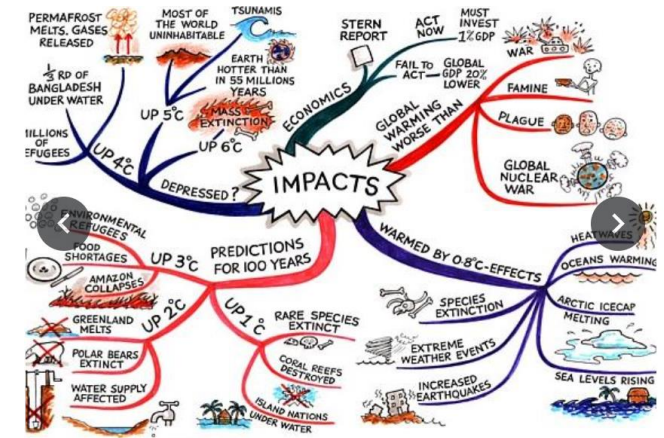 PERMAFROST
MELTS. GASES
RELEASED
MOST OF
THE WORLD
UNINHABITABLE
TSUNAMIS
EARTH
HOTTER THAN
IN 55 MILLIONS
YEARS
1/3 RD OF
BANGLADESH
UNDER WATER
UP 5°C
MASS
EXTINCTION
UP 6°C
ILLIONS
OF
EFUGEES
UP 4°C
DEPRESSED?
STERN
REPORT
ACT
NOW
MUST
INVEST
1% GDP
FAIL TO
ACT
GLOBAL
GDP 20%
LOWER
ECONOMICS
GLOBAL
WARMING
WORSE THAN
WAR
FAMINE
PLAGUE
GLOBAL
NUCLEAR
WAR
IMPACTS
ENVIRONMENTAL
REFUGEES
FOOD
SHORTAGES
AMAZON
COLLAPSES
UP 3°C
PREDICTIONS
FOR 100 YEARS
GREENLAND
MELTS
POLAR BEARS
EXTINCT
WATER SUPPLY
AFFECTED
UP 2°C
UP 1°C
RARE SPECIES
EXTINCT
CORAL REEFS
DESTROYED
ISLAND NATIONS
UNDER WATER
WARMED BY 0.8°C-EFFECTS
HEATWAVES
OCEANS WARMING
ARCTIC ICECAP
MELTING
SEA LEVELS RISING
SPECIES
EXTINCTION
EXTREME
WEATHER EVENTS
INCREASED
EARTHQUAKES